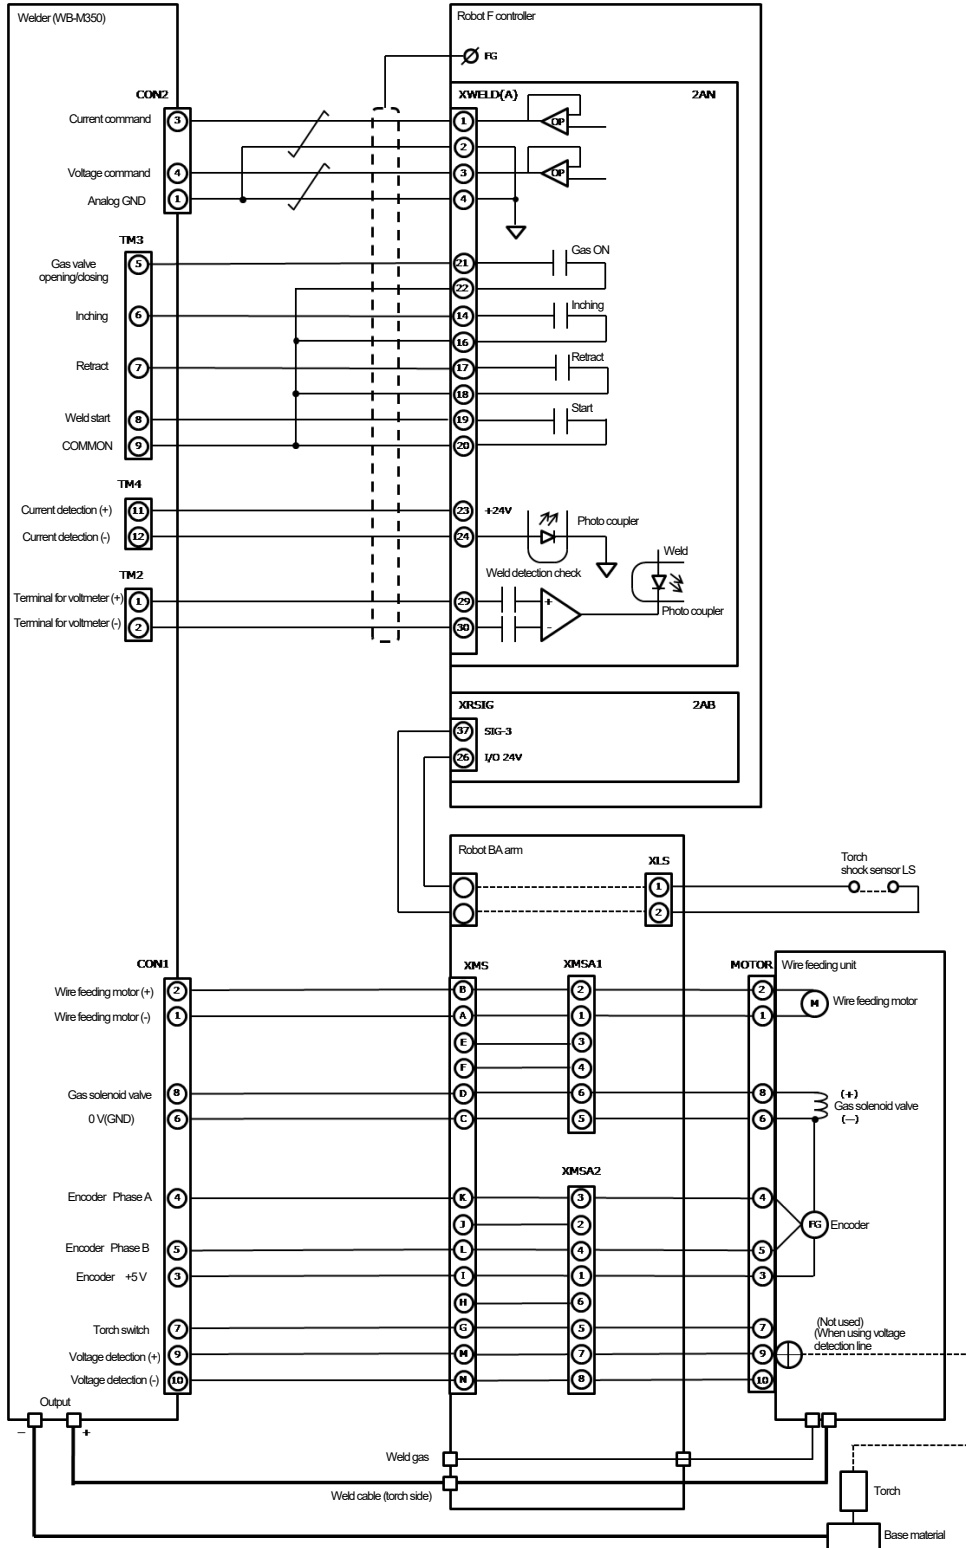 Welder (WB-M350)
Robot F controller
FG
CON2
XWELD(A)
2AN
Current command
3
1
OP
2
Voltage command
4
3
OP
Analog GND
1
4
TM3
Gas valve
opening/closing
5
21
Gas ON
22
Inching
6
14
Inching
16
Retract
7
17
Retract
18
Weld start
8
19
Start
COMMON
9
20
TM4
Current detection (+)
11
23
+24V
Photo coupler
Current detection (-)
12
24
Weld
Weld detection check
TM2
Terminal for voltmeter (+)
1
29
+
Photo coupler
Terminal for voltmeter (-)
2
30
-
XRSIG
2AB
37
SIG-3
26
I/O 24V
Robot BA arm
XLS
Torch
shock sensor LS
1
2
CON1
XMS
XMSA1
MOTOR
Wire feeding unit
Wire feeding motor (+)
2
B
2
2
M
Wire feeding motor
Wire feeding motor (-)
1
A
1
1
E
3
F
4
Gas solenoid valve
8
D
6
8
(+)
Gas solenoid valve
0 V(GND)
6
C
5
6
(—)
XMSA2
Encoder Phase A
4
K
3
4
J
2
FG
Encoder
Encoder Phase B
5
L
4
5
Encoder +5 V
3
I
1
3
H
6
Torch switch
7
G
5
7
(Not used)
(When using voltage
detection line
Voltage detection (+)
9
M
7
9
Voltage detection (-)
10
N
8
10
Output
—
+
Weld gas
Weld cable (torch side)
Torch
Base material